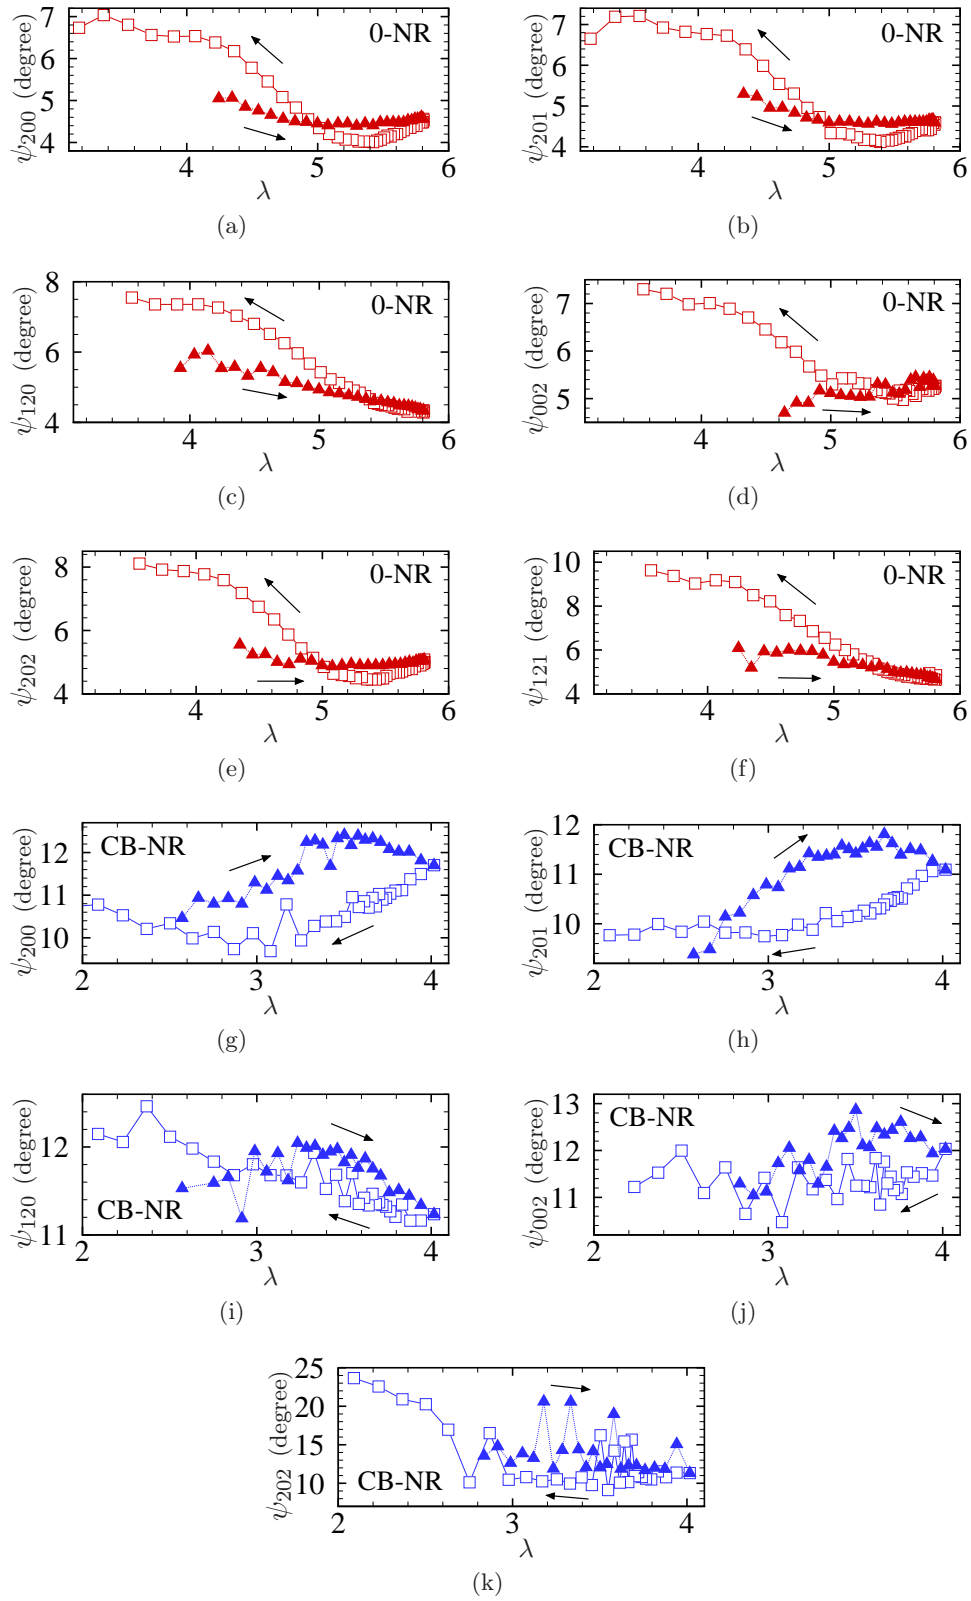 7
6
5
4
ψ200 (degree)
0-NR
4 5 6
λ
(a)
7
6
5
4
ψ201 (degree)
0-NR
4 5 6
λ
(b)
8
6
4
ψ120 (degree)
0-NR
4 5 6
λ
(c)
7
6
5
ψ002 (degree)
0-NR
4 5 6
λ
(d)
8
6
4
ψ202 (degree)
0-NR
4 5 6
λ
(e)
10
8
6
4
ψ121 (degree)
0-NR
4 5 6
λ
(f)
12
11
10
ψ200 (degree)
CB-NR
2 3 4
λ
(g)
12
11
10
ψ201 (degree)
CB-NR
2 3 4
λ
(h)
12
11
ψ120 (degree)
CB-NR
2 3 4
λ
(i)
13
12
11
ψ002 (degree)
CB-NR
2 3 4
λ
(j)
25
20
15
10
ψ202 (degree)
CB-NR
2 3 4
λ
(k)